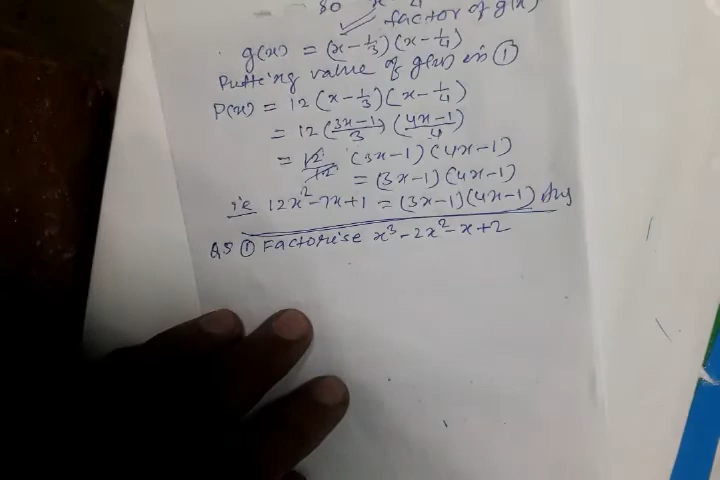 so x-
factor of g(x)
g(x) = (x-1/3)(x-1/4)
Putting value of g(x) in ①
P(x) = 12(x-1/3)(x-1/4)
= 12(3x-1/3)(4x-1/4)
= 12/12 (3x-1)(4x-1)
= (3x-1)(4x-1)
ie 12x²-7x+1 = (3x-1)(4x-1) Ans
Q5 ① Factorise x³-2x²-x+2